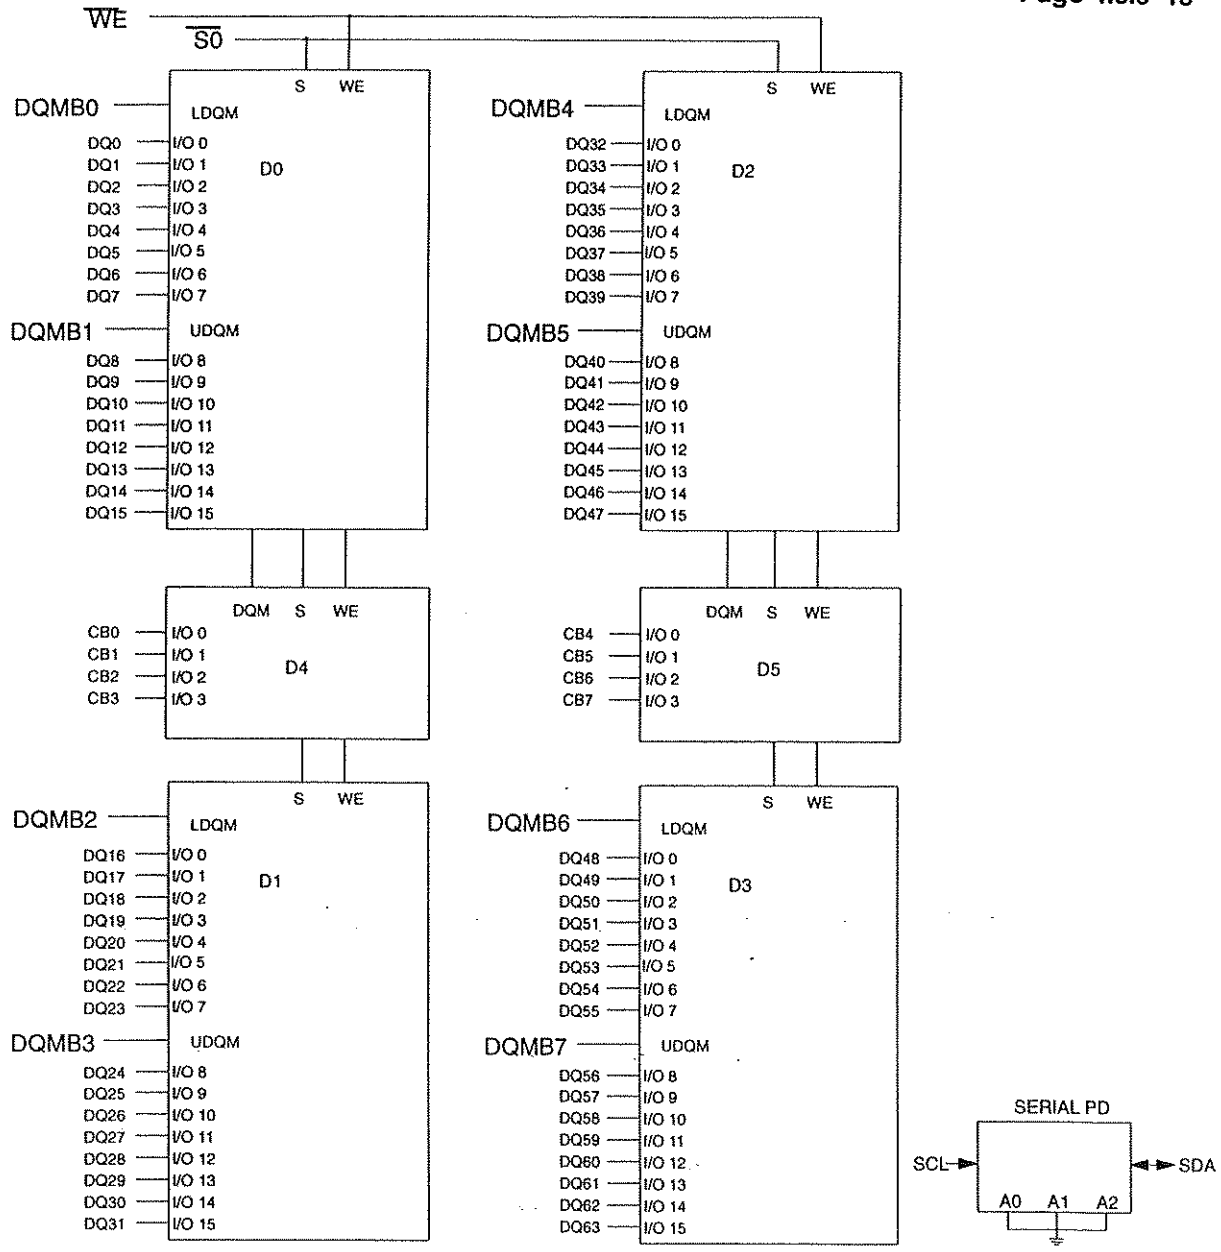 WE
S0
S WE
DQMB0
LDQM
DQ0 I/O 0
DQ1 I/O 1
D0
DQ2 I/O 2
DQ3 I/O 3
DQ4 I/O 4
DQ5 I/O 5
DQ6 I/O 6
DQ7 I/O 7
DQMB1 UDQM
DQ8 I/O 8
DQ9 I/O 9
DQ10 I/O 10
DQ11 I/O 11
DQ12 I/O 12
DQ13 I/O 13
DQ14 I/O 14
DQ15 I/O 15
DQM S WE
CB0 I/O 0
CB1 I/O 1
D4
CB2 I/O 2
CB3 I/O 3
S WE
DQMB2
LDQM
DQ16 I/O 0
DQ17 I/O 1
D1
DQ18 I/O 2
DQ19 I/O 3
DQ20 I/O 4
DQ21 I/O 5
DQ22 I/O 6
DQ23 I/O 7
DQMB3 UDQM
DQ24 I/O 8
DQ25 I/O 9
DQ26 I/O 10
DQ27 I/O 11
DQ28 I/O 12
DQ29 I/O 13
DQ30 I/O 14
DQ31 I/O 15
Page
S WE
DQMB4
LDQM
DQ32 I/O 0
DQ33 I/O 1
D2
DQ34 I/O 2
DQ35 I/O 3
DQ36 I/O 4
DQ37 I/O 5
DQ38 I/O 6
DQ39 I/O 7
DQMB5 UDQM
DQ40 I/O 8
DQ41 I/O 9
DQ42 I/O 10
DQ43 I/O 11
DQ44 I/O 12
DQ45 I/O 13
DQ46 I/O 14
DQ47 I/O 15
DQM S WE
CB4 I/O 0
CB5 I/O 1
D5
CB6 I/O 2
CB7 I/O 3
S WE
DQMB6
LDQM
DQ48 I/O 0
DQ49 I/O 1
D3
DQ50 I/O 2
DQ51 I/O 3
DQ52 I/O 4
DQ53 I/O 5
DQ54 I/O 6
DQ55 I/O 7
DQMB7 UDQM
DQ56 I/O 8
DQ57 I/O 9
DQ58 I/O 10
DQ59 I/O 11
DQ60 I/O 12
DQ61 I/O 13
DQ62 I/O 14
DQ63 I/O 15
SERIAL PD
SCL SDA
A0 A1 A2